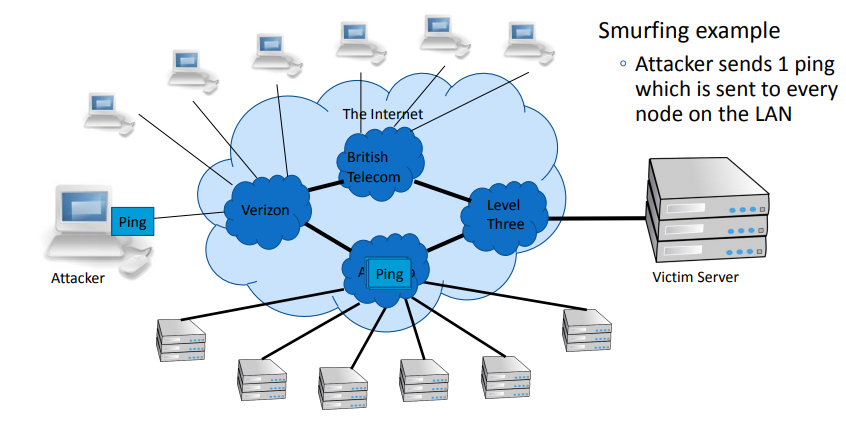 Smurfing example
◦ Attacker sends 1 ping
which is sent to every
node on the LAN
The Internet
British
Telecom
Verizon
Level
Three
Ping
Ping
Attacker
Victim Server